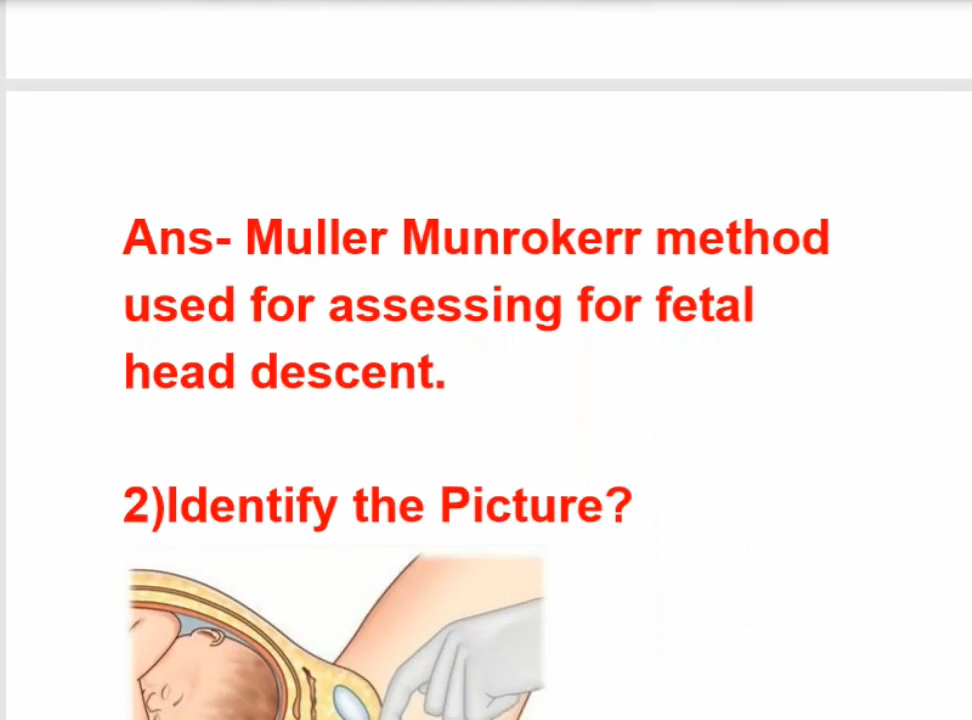 Ans- Muller Munrokerr method
used for assessing for fetal
head descent.
2)Identify the Picture?